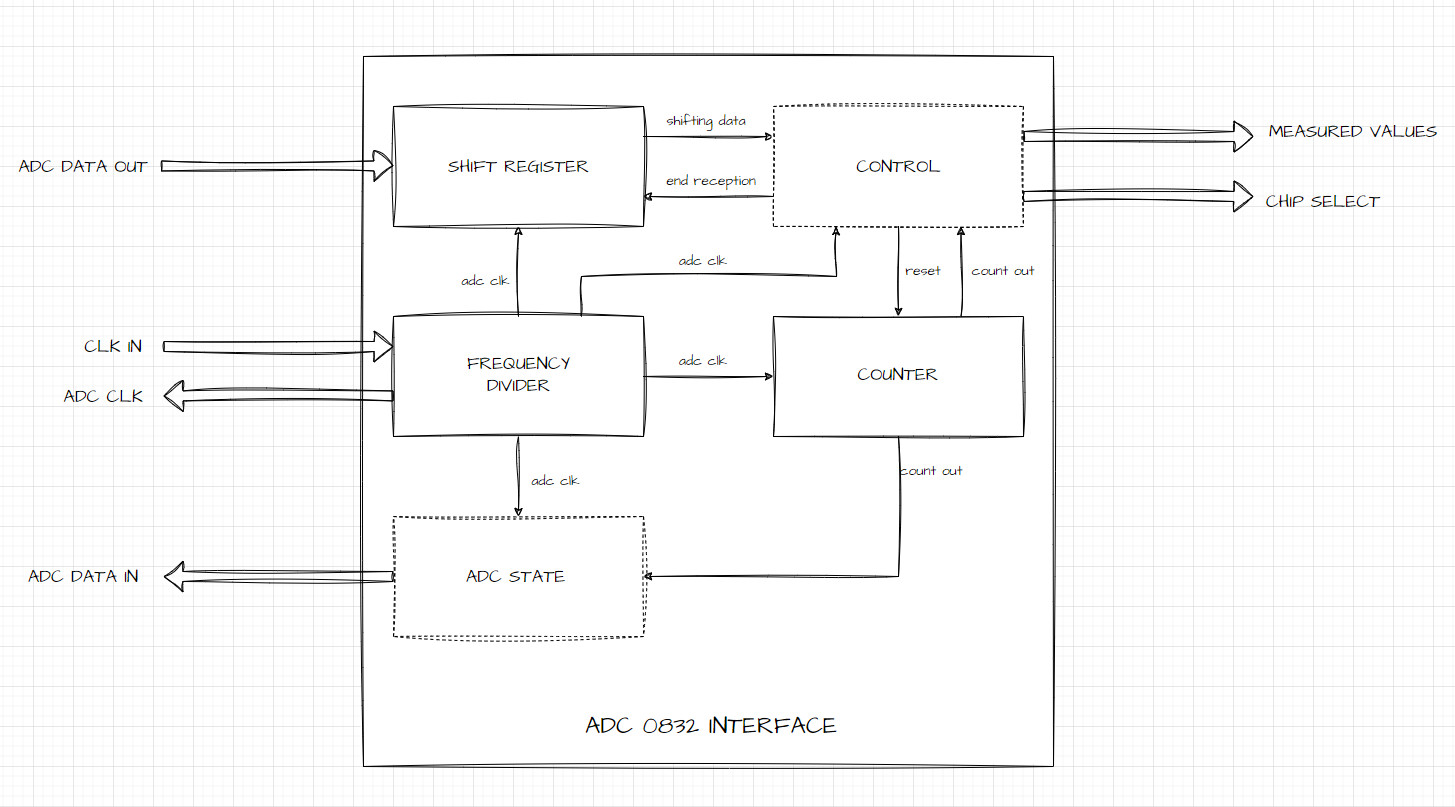 shifting data
MEASURED VALUES
ADC DATA OUT
SHIFT REGISTER
CONTROL
end reception
CHIP SELECT
adc clk
adc clk
reset
count out
CLK IN
FREQUENCY
DIVIDER
adc clk
COUNTER
ADC CLK
adc clk
count out
ADC DATA IN
ADC STATE
ADC 0832 INTERFACE